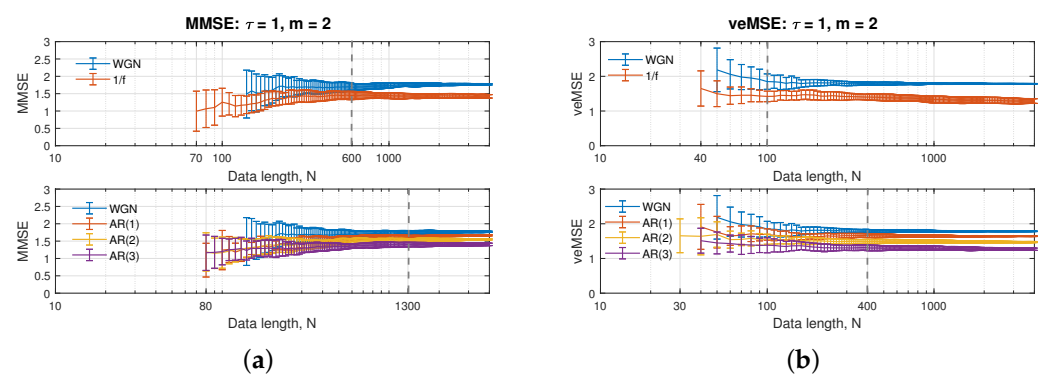 MMSE: τ = 1, m = 2
MMSE
3
2.5
2
1.5
1
0.5
0
WGN
1/f
10
70
100
600
1000
Data length, N
MMSE
3
2.5
2
1.5
1
0.5
0
WGN
AR(1)
AR(2)
AR(3)
10
80
1300
Data length, N
(a)
veMSE: τ = 1, m = 2
veMSE
3
2
1
0
WGN
1/f
10
40
100
1000
Data length, N
veMSE
3
2
1
0
WGN
AR(1)
AR(2)
AR(3)
10
30
100
400
1000
Data length, N
(b)